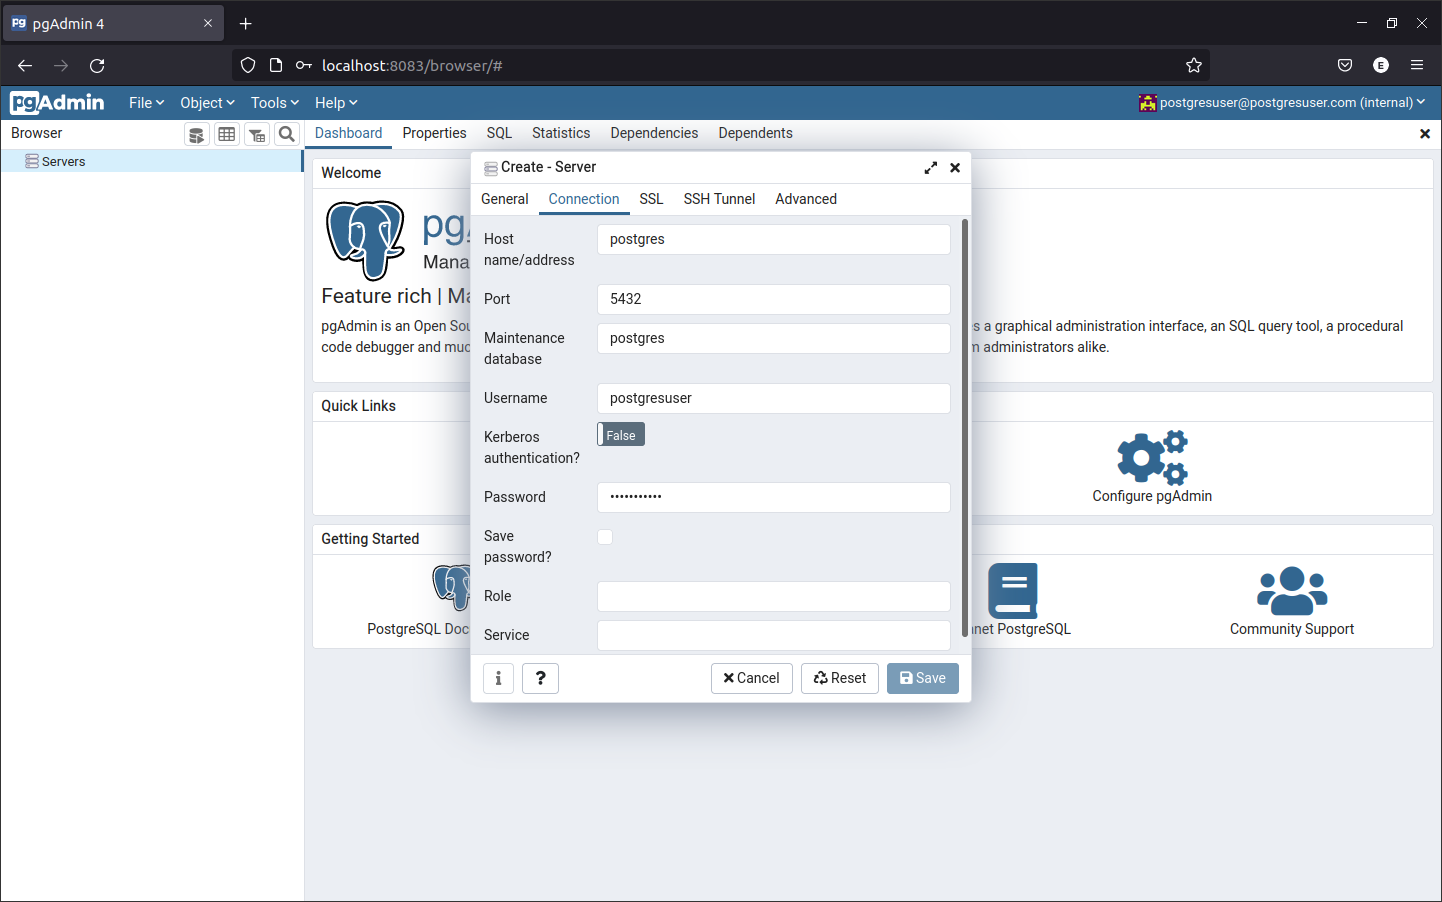 pgAdmin 4
localhost:8083/browser/#
pgAdmin File Object Tools Help postgresuser@postgresuser.com (internal)
Browser
Dashboard Properties SQL Statistics Dependencies Dependents
Servers
Welcome
pg
Mana
Feature rich | Ma
pgAdmin is an Open Sou s a graphical administration interface, an SQL query tool, a procedural
code debugger and muc administrators alike.
Quick Links
Configure pgAdmin
Getting Started
PostgreSQL Doc net PostgreSQL Community Support
Create - Server
General Connection SSL SSH Tunnel Advanced
Host
name/address
postgres
Port 5432
Maintenance
database
postgres
Username postgresuser
Kerberos
authentication?
False
Password •••••••••••
Save
password?
Role
Service
i ? Cancel Reset Save